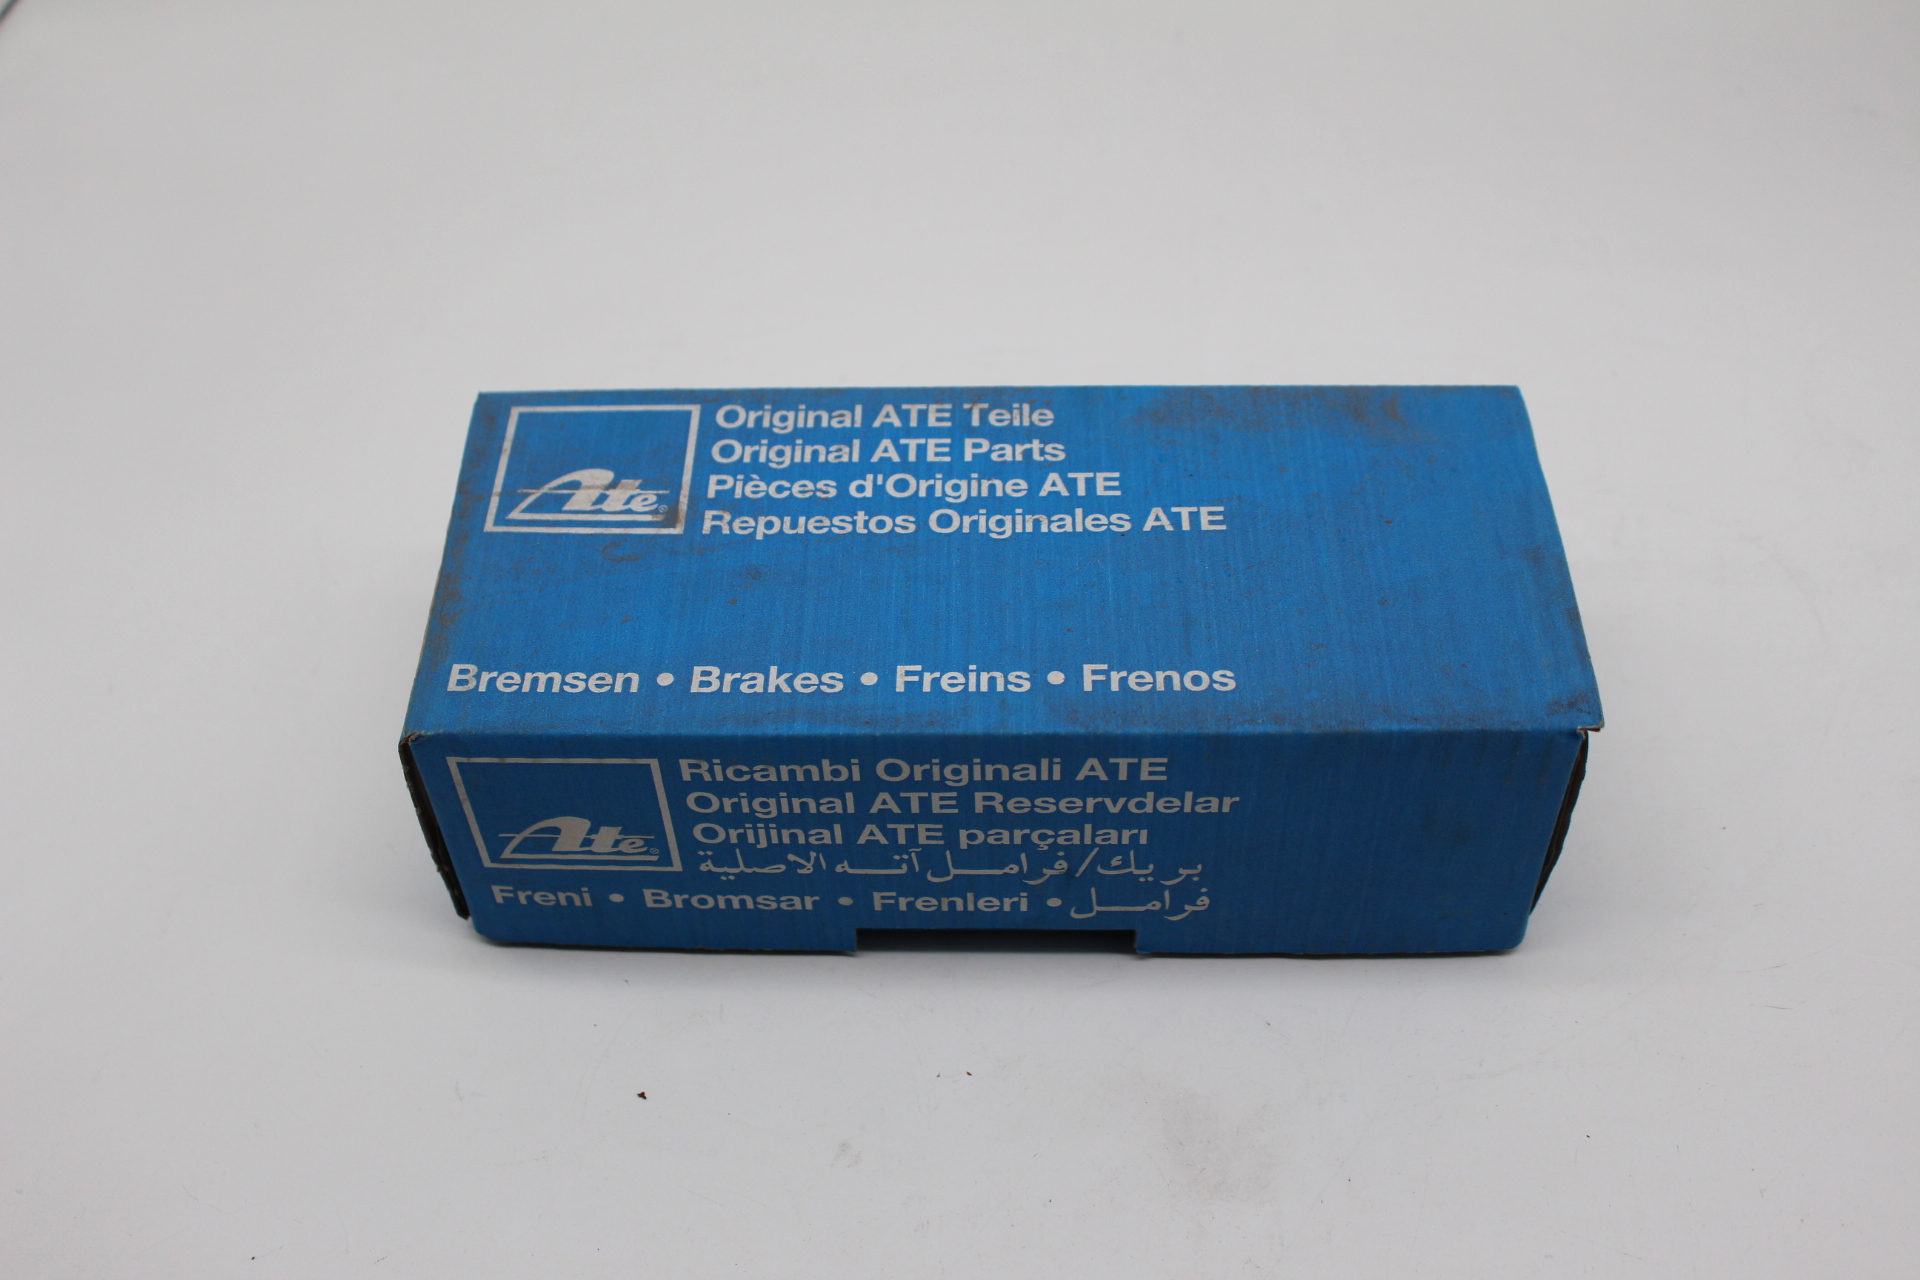 Ate®
Original ATE Teile
Original ATE Parts
Pièces d'Origine ATE
Repuestos Originales ATE
Bremsen • Brakes • Freins • Frenos
Ate®
Ricambi Originali ATE
Original ATE Reservdelar
Orijinal ATE parçaları
بريك/فرامل آته الاصلية
Freni • Bromsar • Frenleri • فرامل